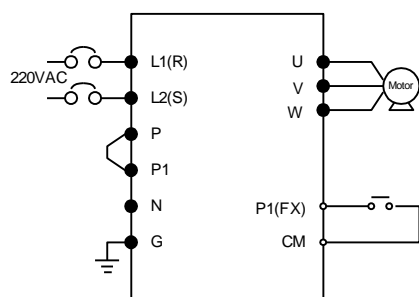 L1(R)
220VAC
L2(S)
P
P1
N
G
U
V
W
Motor
P1(FX)
CM